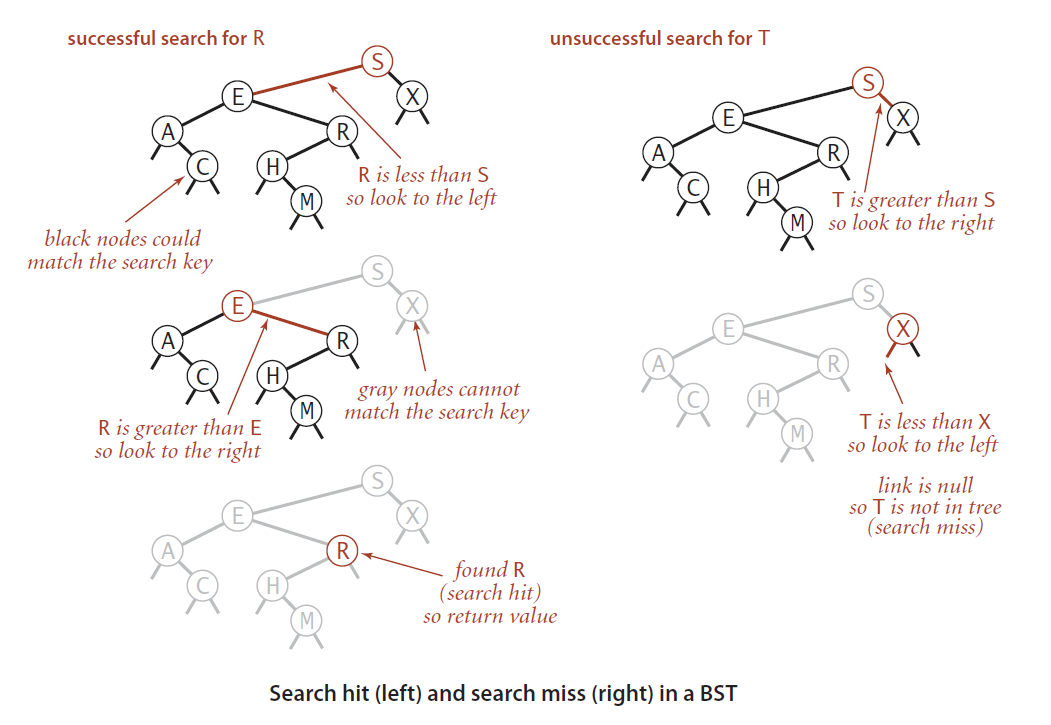 successful search for R
S
E
X
A
R
C
H
M
R is less than S
so look to the left
black nodes could
match the search key
S
E
X
A
R
C
H
M
gray nodes cannot
match the search key
R is greater than E
so look to the right
S
E
X
A
R
C
H
M
found R
(search hit)
so return value
unsuccessful search for T
S
E
X
A
R
C
H
M
T is greater than S
so look to the right
S
E
X
A
R
C
H
M
T is less than X
so look to the left
link is null
so T is not in tree
(search miss)
Search hit (left) and search miss (right) in a BST